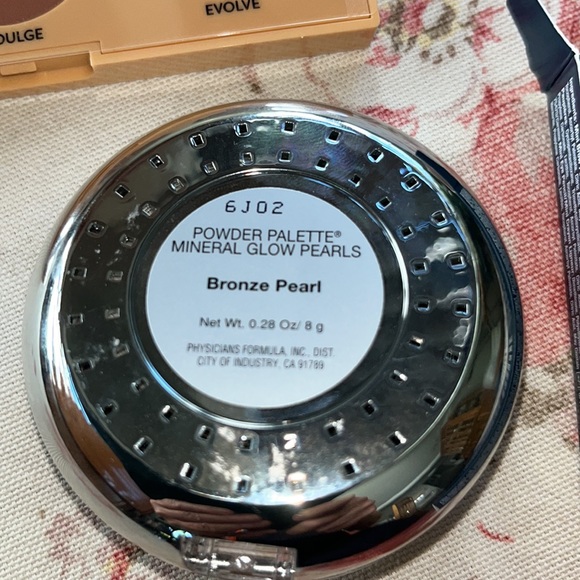 OULGE
EVOLVE
6J02
POWDER PALETTE®
MINERAL GLOW PEARLS
Bronze Pearl
Net Wt. 0.28 Oz/ 8 g
PHYSICIANS FORMULA, INC., DIST.
CITY OF INDUSTRY, CA 91789